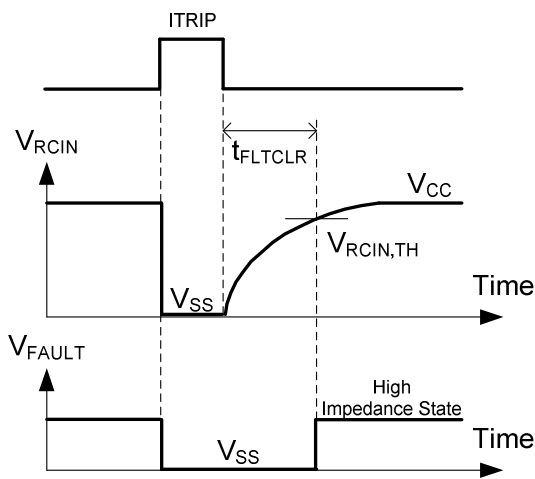 ITRIP
VRCIN
tFLTCLR
VCC
VRCIN,TH
VSS
Time
VFAULT
High
Impedance State
VSS
Time